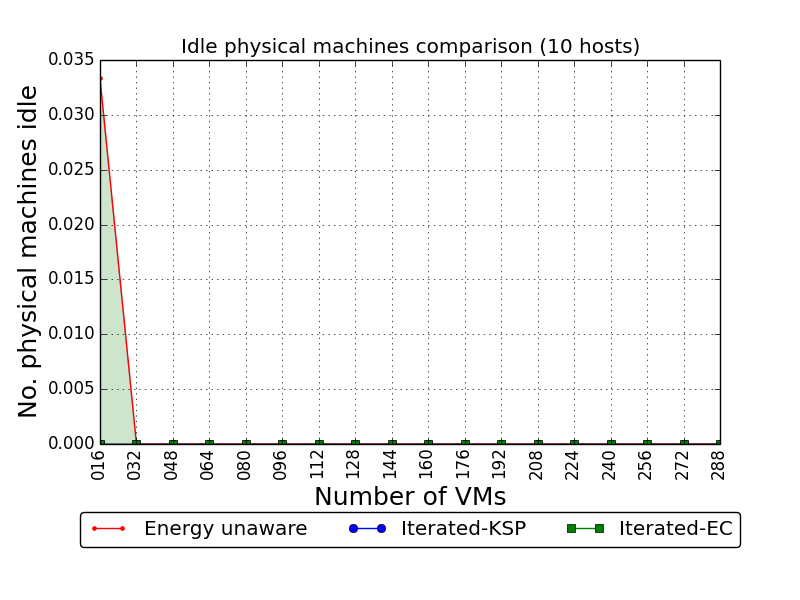 Idle physical machines comparison (10 hosts)
No. physical machines idle
0.035
0.030
0.025
0.020
0.015
0.010
0.005
0.000
016 032 048 064 080 096 112 128 144 160 176 192 208 224 240 256 272 288
Number of VMs
Energy unaware Iterated-KSP Iterated-EC